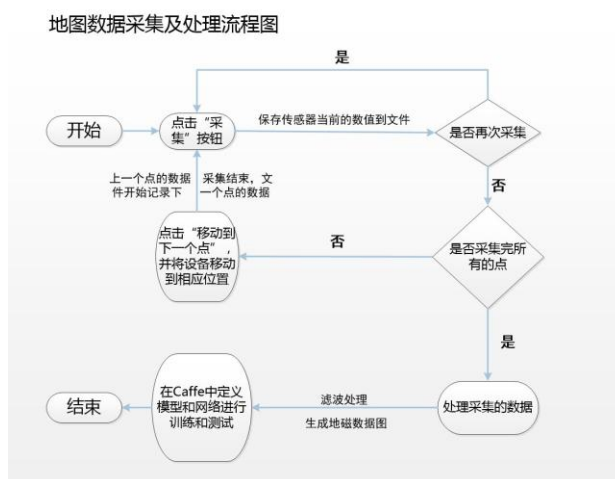 地图数据采集及处理流程图
是
开始
点击“采
集”按钮
保存传感器当前的数值到文件
是否再次采集
上一个点的数据
件开始记录下
采集结束，文
一个点的数据
否
点击“移动到
下一个点”，
并将设备移动
到相应位置
否
是否采集完所
有的点
是
结束
在Caffe中定义
模型和网络进行
训练和测试
滤波处理
生成地磁数据图
处理采集的数据